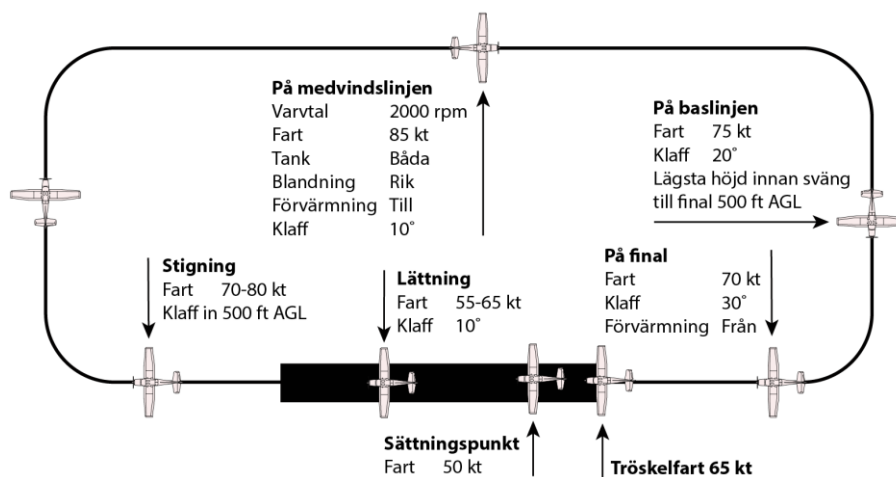 På medvindslinjen
Varvtal 2000 rpm
Fart 85 kt
Tank Båda
Blandning Rik
Förvärmning Till
Klaff 10˚
På baslinjen
Fart 75 kt
Klaff 20˚
Lägsta höjd innan sväng
till final 500 ft AGL
Stigning
Fart 70-80 kt
Klaff in 500 ft AGL
Lättning
Fart 55-65 kt
Klaff 10˚
På final
Fart 70 kt
Klaff 30˚
Förvärmning Från
Sättningspunkt
Fart 50 kt
Tröskelfart 65 kt